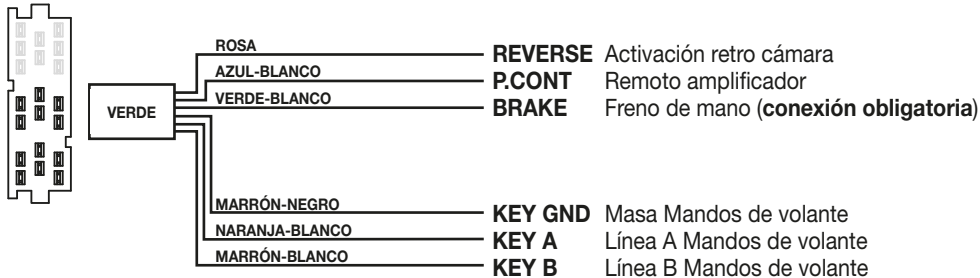 ROSA REVERSE Activación retro cámara
AZUL-BLANCO P.CONT Remoto amplificador
VERDE-BLANCO BRAKE Freno de mano (conexión obligatoria)
VERDE
MARRÓN-NEGRO KEY GND Masa Mandos de volante
NARANJA-BLANCO KEY A Línea A Mandos de volante
MARRÓN-BLANCO KEY B Línea B Mandos de volante